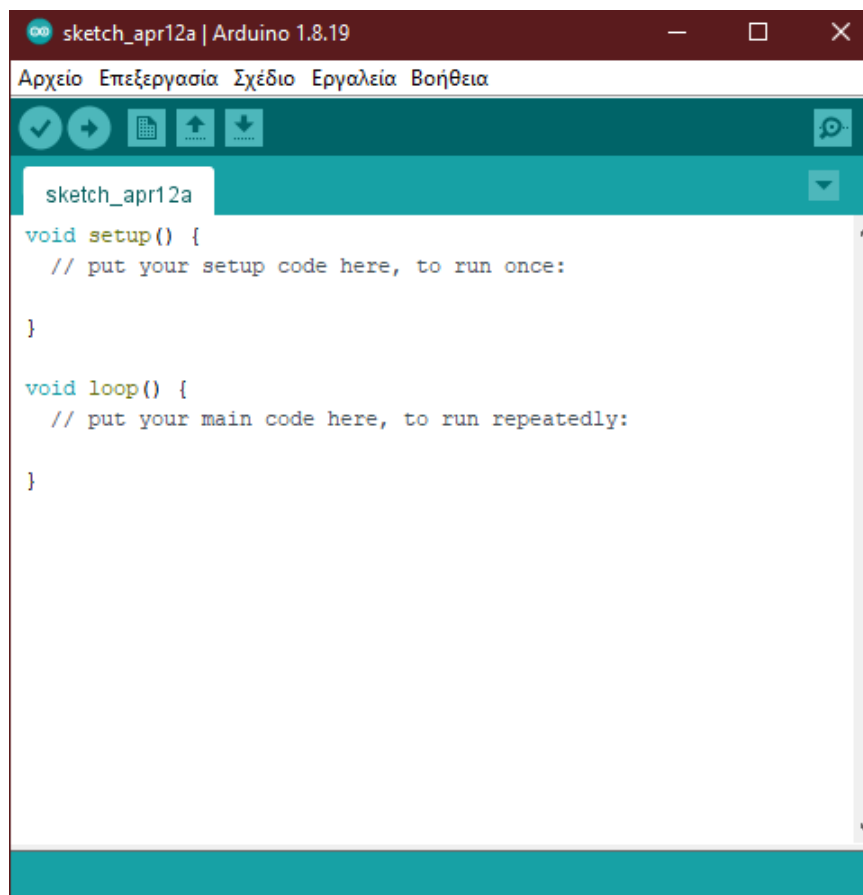 sketch_apr12a | Arduino 1.8.19
Αρχείο Επεξεργασία Σχέδιο Εργαλεία Βοήθεια
sketch_apr12a
void setup() {
  // put your setup code here, to run once:
}
void loop() {
  // put your main code here, to run repeatedly:
}